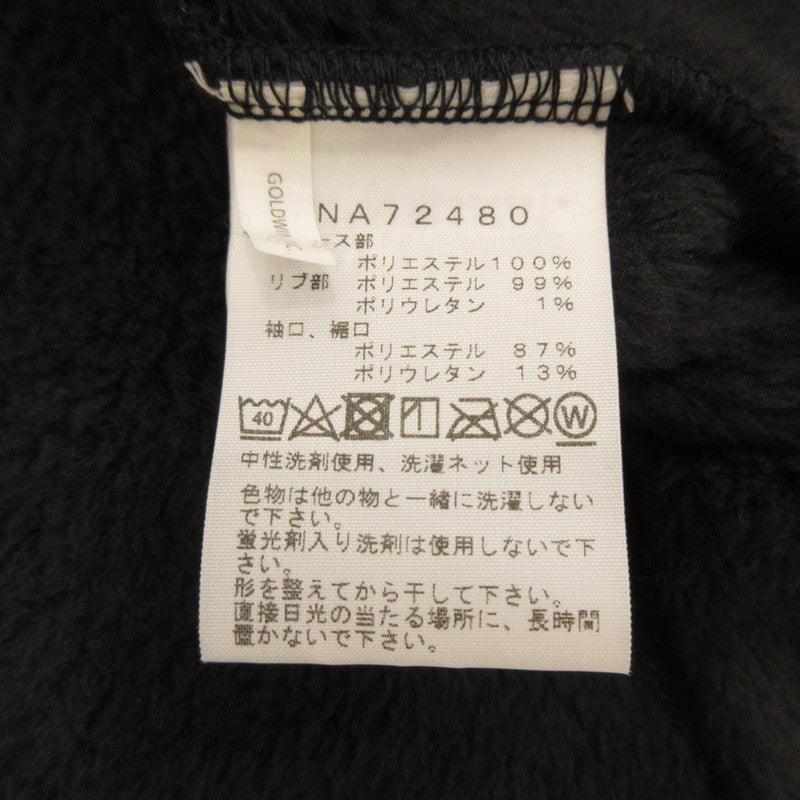 GOLDWIN
NA72480
ース部
ポリエステル100%
リブ部 ポリエステル 99%
ポリウレタン 1%
袖口、裾口
ポリエステル 87%
ポリウレタン 13%
40 W
中性洗剤使用、洗濯ネット使用
色物は他の物と一緒に洗濯しない
で下さい。
蛍光剤入り洗剤は使用しないで下
さい。
形を整えてから干して下さい。
直接日光の当たる場所に、長時間
置かないで下さい。